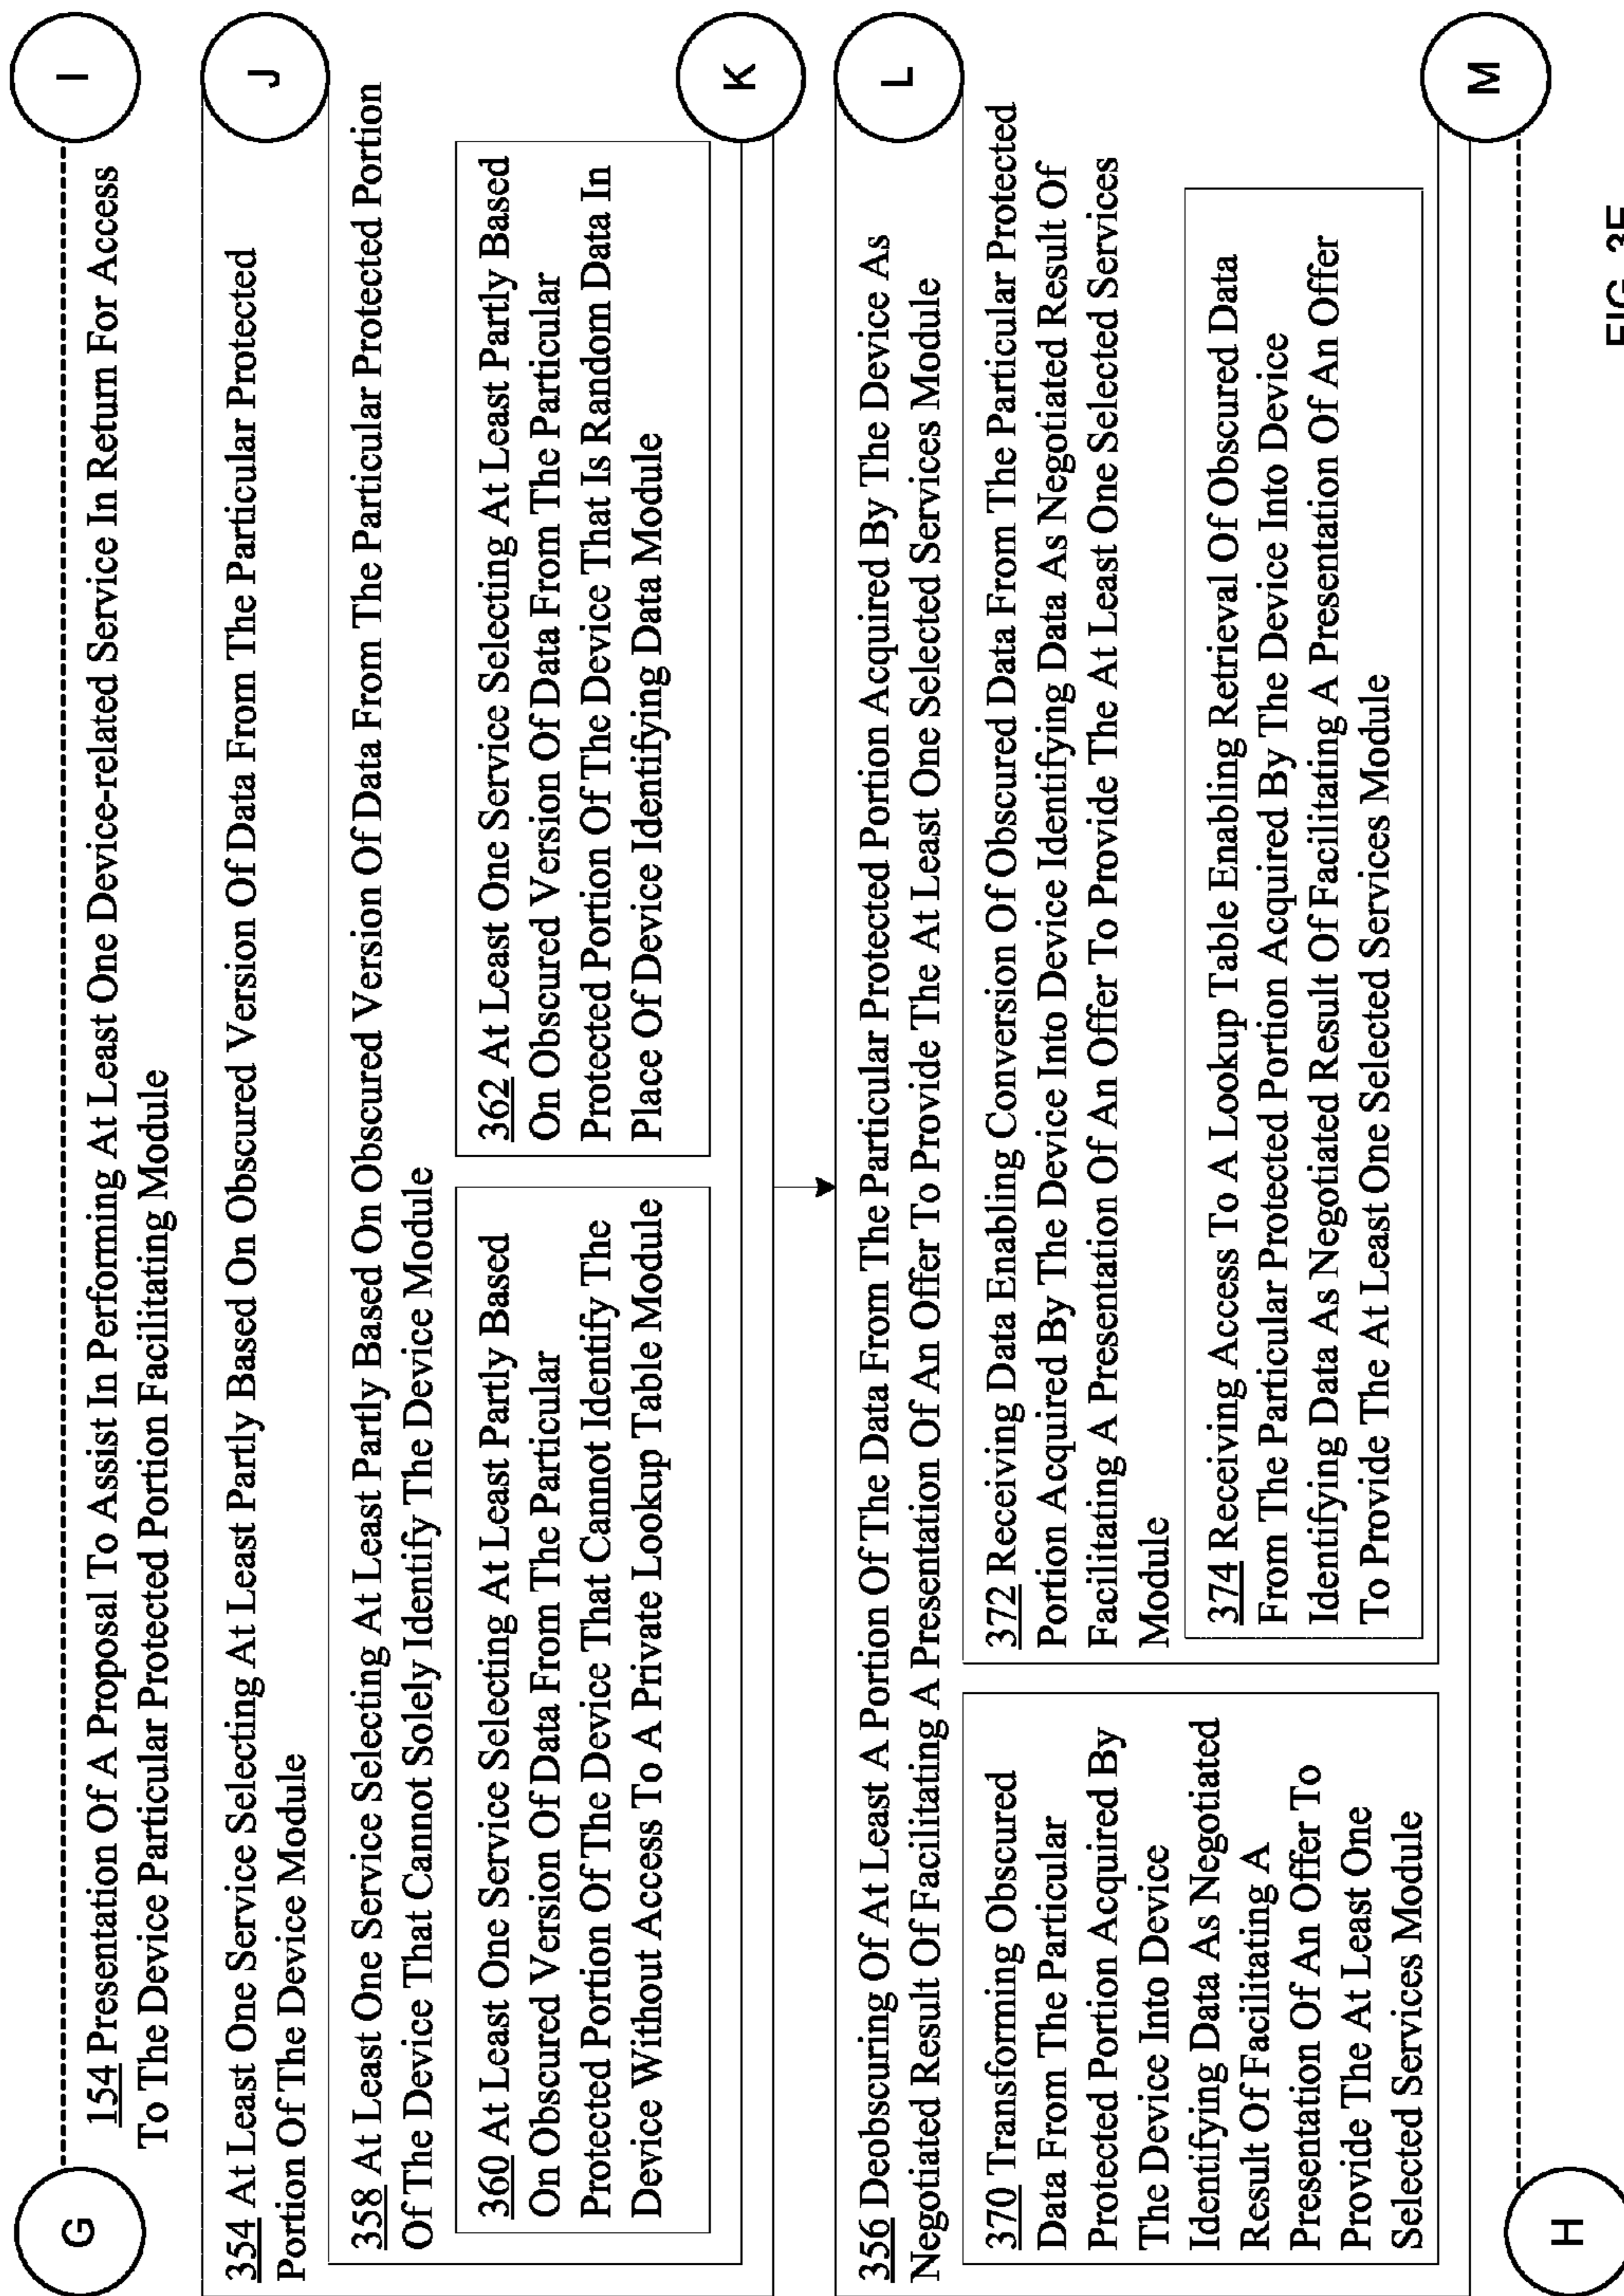 G
I
154 Presentation Of A Proposal To Assist In Performing At Least One Device-related Service In Return For Access
To The Device Particular Protected Portion Facilitating Module
J
354 At Least One Service Selecting At Least Partly Based On Obscured Version Of Data From The Particular Protected
Portion Of The Device Module
358 At Least One Service Selecting At Least Partly Based On Obscured Version Of Data From The Particular Protected Portion
Of The Device That Cannot Solely Identify The Device Module
360 At Least One Service Selecting At Least Partly Based
On Obscured Version Of Data From The Particular
Protected Portion Of The Device That Cannot Identify The
Device Without Access To A Private Lookup Table Module
362 At Least One Service Selecting At Least Partly Based
On Obscured Version Of Data From The Particular
Protected Portion Of The Device That Is Random Data In
Place Of Device Identifying Data Module
K
L
356 Deobscuring Of At Least A Portion Of The Data From The Particular Protected Portion Acquired By The Device As
Negotiated Result Of Facilitating A Presentation Of An Offer To Provide The At Least One Selected Services Module
370 Transforming Obscured
Data From The Particular
Protected Portion Acquired By
The Device Into Device
Identifying Data As Negotiated
Result Of Facilitating A
Presentation Of An Offer To
Provide The At Least One
Selected Services Module
372 Receiving Data Enabling Conversion Of Obscured Data From The Particular Protected
Portion Acquired By The Device Into Device Identifying Data As Negotiated Result Of
Facilitating A Presentation Of An Offer To Provide The At Least One Selected Services
Module
374 Receiving Access To A Lookup Table Enabling Retrieval Of Obscured Data
From The Particular Protected Portion Acquired By The Device Into Device
Identifying Data As Negotiated Result Of Facilitating A Presentation Of An Offer
To Provide The At Least One Selected Services Module
H
M